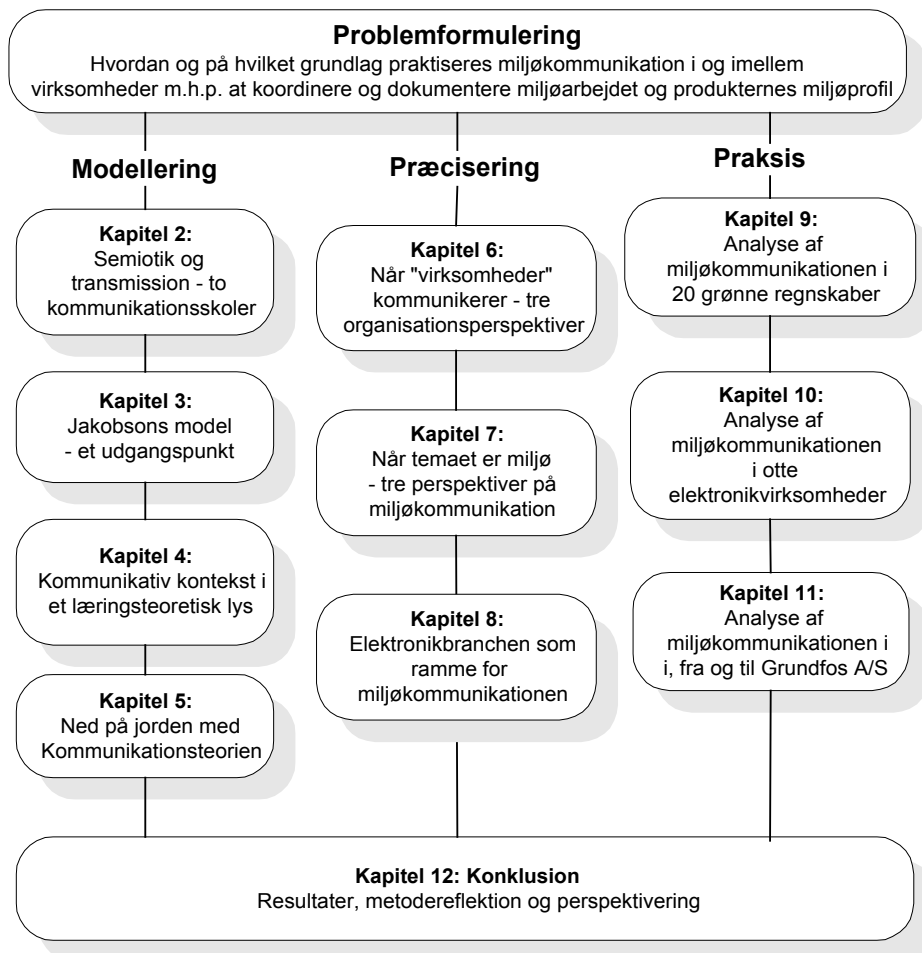 Problemformulering
Hvordan og på hvilket grundlag praktiseres miljøkommunikation i og imellem
virksomheder m.h.p. at koordinere og dokumentere miljøarbejdet og produkternes miljøprofil
Modellering
Kapitel 2:
Semiotik og
transmission - to
kommunikationsskoler
Kapitel 3:
Jakobsons model
- et udgangspunkt
Kapitel 4:
Kommunikativ kontekst i
et læringsteoretisk lys
Kapitel 5:
Ned på jorden med
Kommunikationsteorien
Præcisering
Kapitel 6:
Når "virksomheder"
kommunikerer - tre
organisationsperspektiver
Kapitel 7:
Når temaet er miljø
- tre perspektiver på
miljøkommunikation
Kapitel 8:
Elektronikbranchen som
ramme for
miljøkommunikationen
Praksis
Kapitel 9:
Analyse af
miljøkommunikationen i
20 grønne regnskaber
Kapitel 10:
Analyse af
miljøkommunikationen
i otte
elektronikvirksomheder
Kapitel 11:
Analyse af
miljøkommunikationen i
i, fra og til Grundfos A/S
Kapitel 12: Konklusion
Resultater, metodereflektion og perspektivering